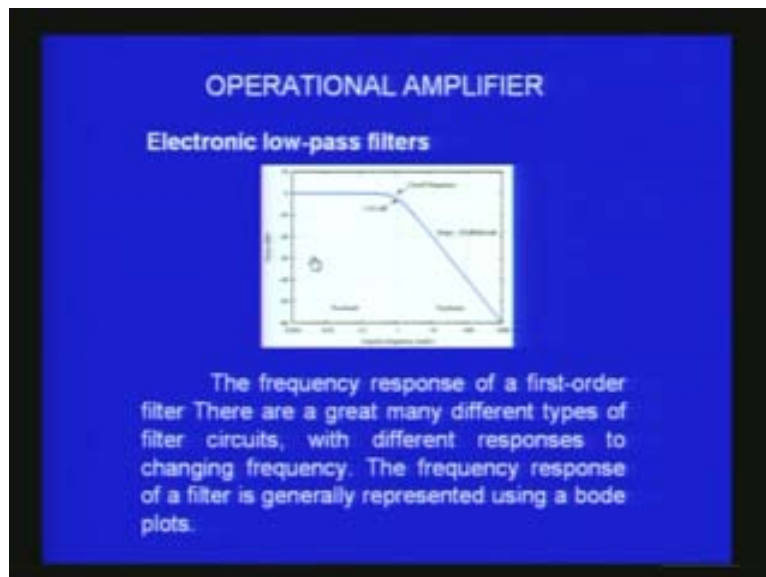 OPERATIONAL AMPLIFIER
Electronic low-pass filters
The frequency response of a first-order
filter There are a great many different types of
filter circuits, with different responses to
changing frequency. The frequency response
of a filter is generally represented using a bode
plots.